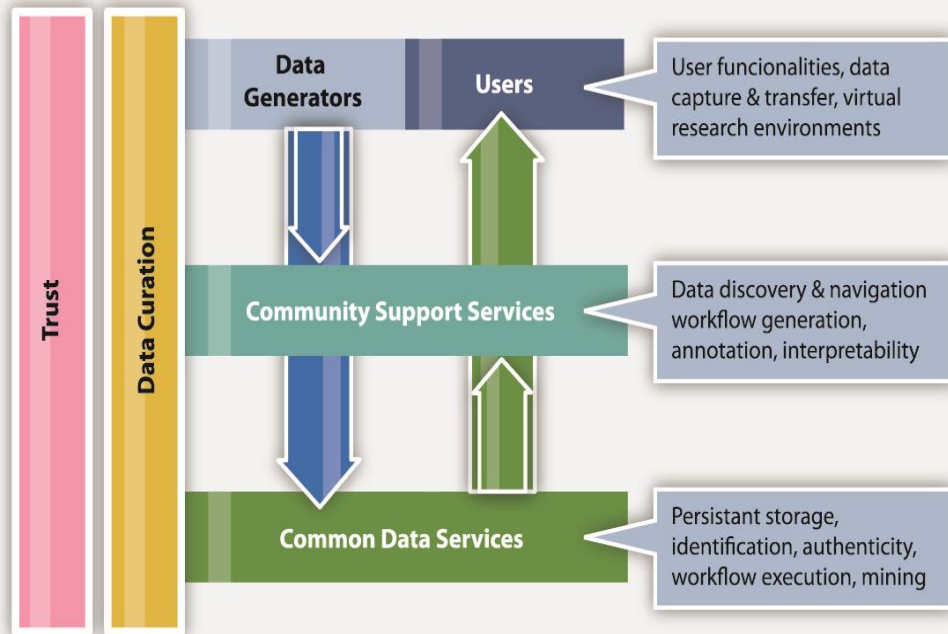 Trust
Data Curation
Data
Generators
Users
User funcionalities, data
capture & transfer, virtual
research environments
Community Support Services
Data discovery & navigation
workflow generation,
annotation, interpretability
Common Data Services
Persistant storage,
identification, authenticity,
workflow execution, mining